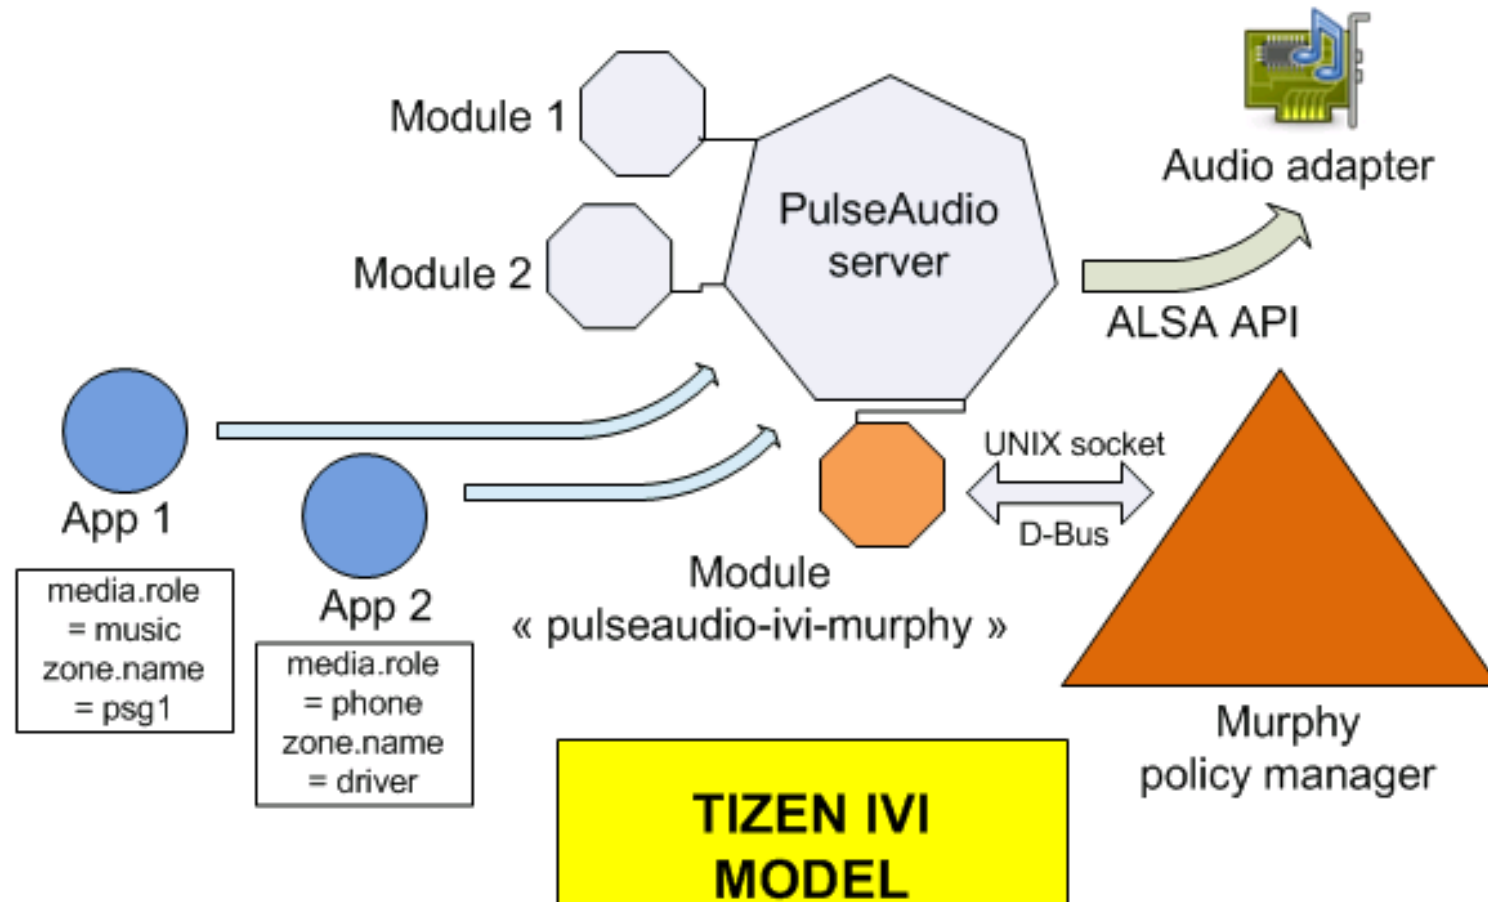 Module 1
PulseAudio
server
Audio adapter
Module 2
ALSA API
UNIX socket
D-Bus
App 1
media.role
= music
zone.name
= psg1
App 2
media.role
= phone
zone.name
= driver
Module
« pulseaudio-ivi-murphy »
Murphy
policy manager
TIZEN IVI
MODEL